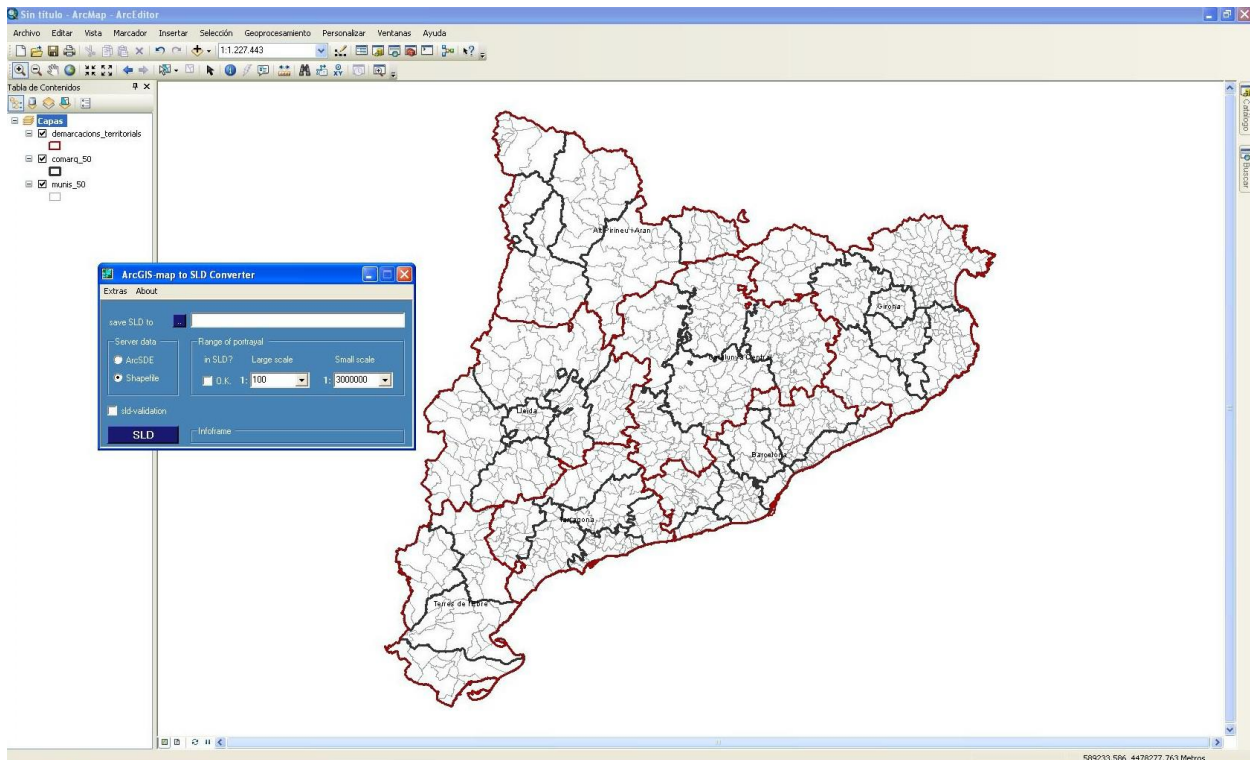 Sin título - ArcMap - ArcEditor
Archivo Editar Vista Marcador Insertar Selección Geoprocesamiento Personalizar Ventanas Ayuda
1:1.227.443
Tabla de Contenidos
Capas
demarcacions_territorials
comarq_50
munis_50
ArcGIS-map to SLD Converter
Extras About
save SLD to ..
Server data
ArcSDE
Shapefile
Range of portrayal
in SLD? Large scale Small scale
O.K. 1: 100 1: 3000000
sld-validation
SLD
Infoframe
Alt Pirineu i Aran
Girona
Catalunya Central
Lleida
Barcelona
Tarragona
Terres de l'Ebre
Catálogo
Buscar
589233,586 4478277,763 Metros